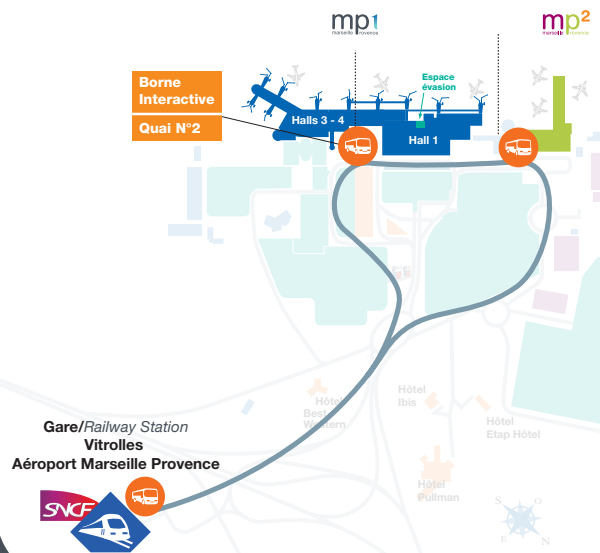 mp1
marseille provence
mp2
marseille provence
Borne
Interactive
Quai N°2
Espace
évasion
Halls 3 - 4
Hall 1
Hôtel
Ibis
Hôtel
Best
Western
Hôtel
Etap Hôtel
Gare/Railway Station
Vitrolles
Aéroport Marseille Provence
Hôtel
Pullman
SNCF
S
O
E
N